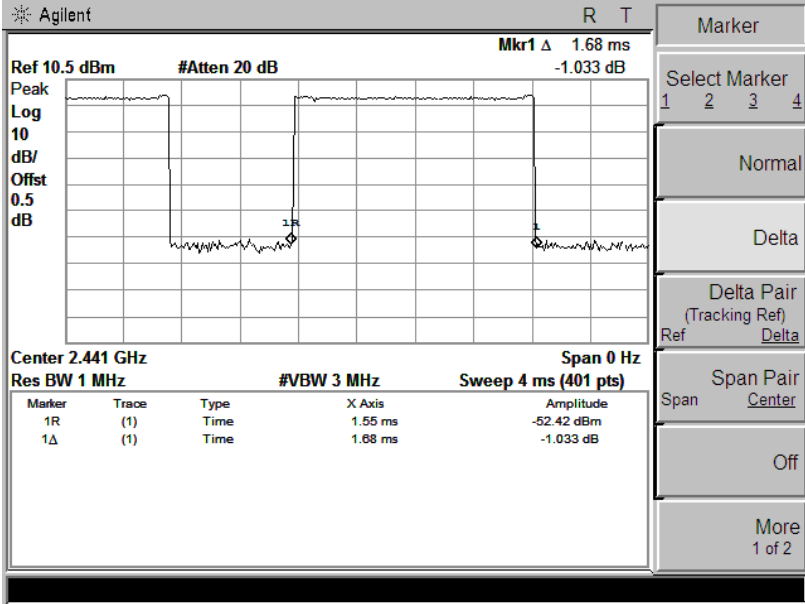 Agilent
R T
Mkr1 Δ 1.68 ms
Ref 10.5 dBm #Atten 20 dB -1.033 dB
Peak
Log
10
dB/
Offst
0.5
dB
1R
1
Center 2.441 GHz Span 0 Hz
Res BW 1 MHz #VBW 3 MHz Sweep 4 ms (401 pts)
Marker Trace Type X Axis Amplitude
1R (1) Time 1.55 ms -52.42 dBm
1Δ (1) Time 1.68 ms -1.033 dB
Marker
Select Marker
1 2 3 4
Normal
Delta
Delta Pair
(Tracking Ref)
Ref Delta
Span Pair
Span Center
Off
More
1 of 2